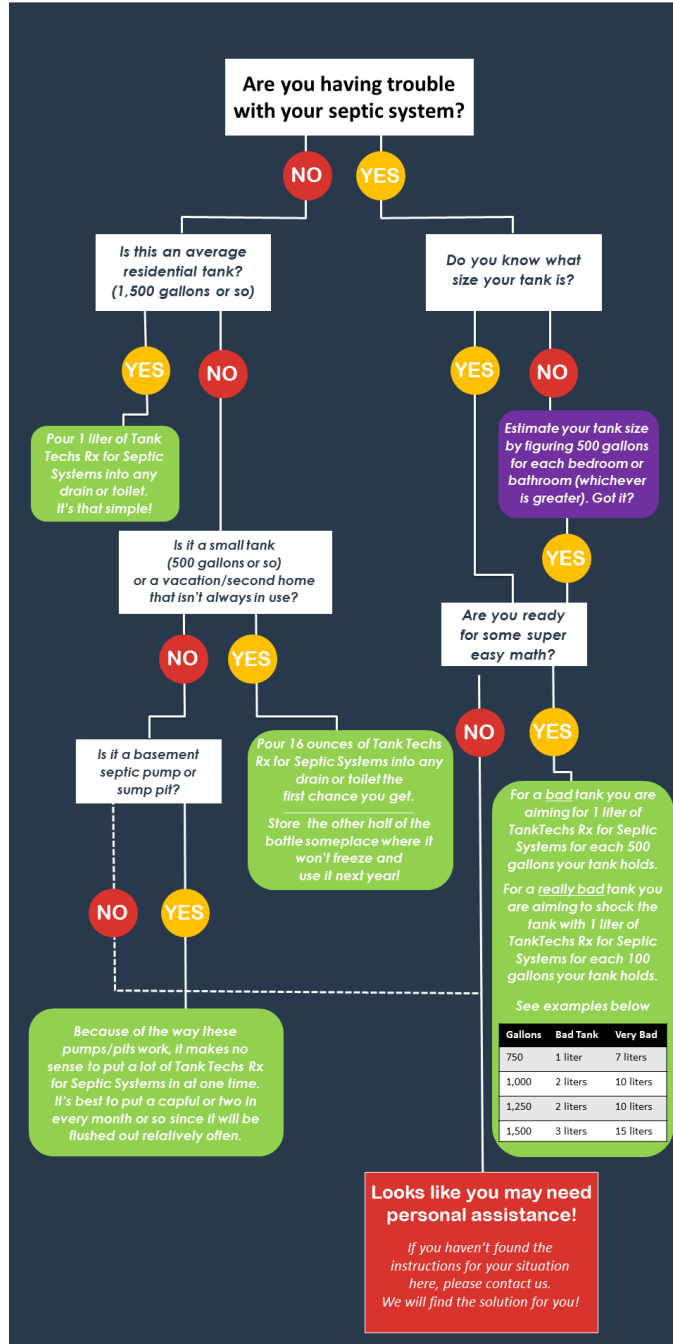 Are you having trouble
with your septic system?
NO
YES
Is this an average
residential tank?
(1,500 gallons or so)
Do you know what
size your tank is?
YES
NO
YES
NO
Pour 1 liter of Tank
Techs Rx for Septic
Systems into any
drain or toilet.
It's that simple!
Estimate your tank size
by figuring 500 gallons
for each bedroom or
bathroom (whichever
is greater). Got it?
Is it a small tank
(500 gallons or so)
or a vacation/second home
that isn't always in use?
YES
Are you ready
for some super
easy math?
NO
YES
NO
YES
Is it a basement
septic pump or
sump pit?
Pour 16 ounces of Tank Techs
Rx for Septic Systems into any
drain or toilet the
first chance you get.
Store the other half of the
bottle someplace where it
won't freeze and
use it next year!
For a bad tank you are
aiming for 1 liter of
TankTechs Rx for Septic
Systems for each 500
gallons your tank holds.
For a really bad tank you
are aiming to shock the
tank with 1 liter of
TankTechs Rx for Septic
Systems for each 100
gallons your tank holds.
See examples below
Gallons Bad Tank Very Bad
750 1 liter 7 liters
1,000 2 liters 10 liters
1,250 2 liters 10 liters
1,500 3 liters 15 liters
NO
YES
Because of the way these
pumps/pits work, it makes no
sense to put a lot of Tank Techs Rx
for Septic Systems in at one time.
It's best to put a capful or two in
every month or so since it will be
flushed out relatively often.
Looks like you may need
personal assistance!
If you haven't found the
instructions for your situation
here, please contact us.
We will find the solution for you!